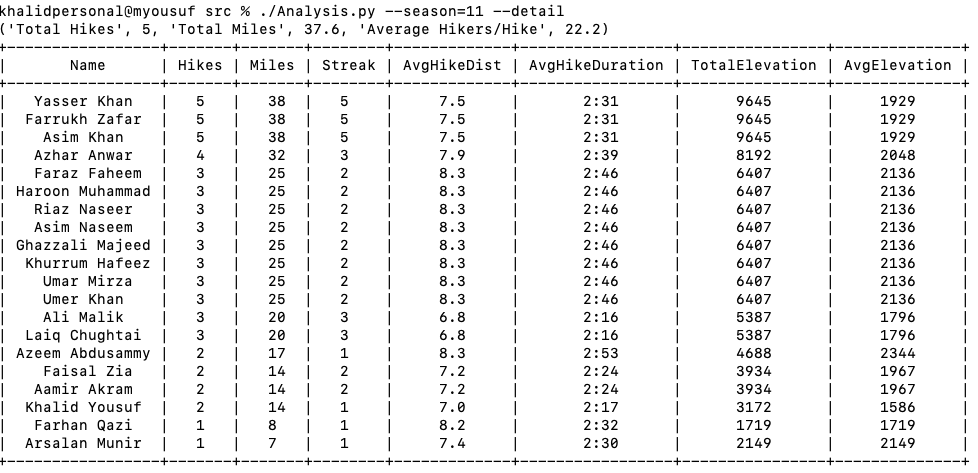 khalidpersonal@myousuf src % ./Analysis.py --season=11 --detail
('Total Hikes', 5, 'Total Miles', 37.6, 'Average Hikers/Hike', 22.2)
| Name | Hikes | Miles | Streak | AvgHikeDist | AvgHikeDuration | TotalElevation | AvgElevation |
| Yasser Khan | 5 | 38 | 5 | 7.5 | 2:31 | 9645 | 1929 |
| Farrukh Zafar | 5 | 38 | 5 | 7.5 | 2:31 | 9645 | 1929 |
| Asim Khan | 5 | 38 | 5 | 7.5 | 2:31 | 9645 | 1929 |
| Azhar Anwar | 4 | 32 | 3 | 7.9 | 2:39 | 8192 | 2048 |
| Faraz Faheem | 3 | 25 | 2 | 8.3 | 2:46 | 6407 | 2136 |
| Haroon Muhammad | 3 | 25 | 2 | 8.3 | 2:46 | 6407 | 2136 |
| Riaz Naseer | 3 | 25 | 2 | 8.3 | 2:46 | 6407 | 2136 |
| Asim Naseem | 3 | 25 | 2 | 8.3 | 2:46 | 6407 | 2136 |
| Ghazzali Majeed | 3 | 25 | 2 | 8.3 | 2:46 | 6407 | 2136 |
| Khurrum Hafeez | 3 | 25 | 2 | 8.3 | 2:46 | 6407 | 2136 |
| Umar Mirza | 3 | 25 | 2 | 8.3 | 2:46 | 6407 | 2136 |
| Umer Khan | 3 | 25 | 2 | 8.3 | 2:46 | 6407 | 2136 |
| Ali Malik | 3 | 20 | 3 | 6.8 | 2:16 | 5387 | 1796 |
| Laiq Chughtai | 3 | 20 | 3 | 6.8 | 2:16 | 5387 | 1796 |
| Azeem Abdusammy | 2 | 17 | 1 | 8.3 | 2:53 | 4688 | 2344 |
| Faisal Zia | 2 | 14 | 2 | 7.2 | 2:24 | 3934 | 1967 |
| Aamir Akram | 2 | 14 | 2 | 7.2 | 2:24 | 3934 | 1967 |
| Khalid Yousuf | 2 | 14 | 1 | 7.0 | 2:17 | 3172 | 1586 |
| Farhan Qazi | 1 | 8 | 1 | 8.2 | 2:32 | 1719 | 1719 |
| Arsalan Munir | 1 | 7 | 1 | 7.4 | 2:30 | 2149 | 2149 |